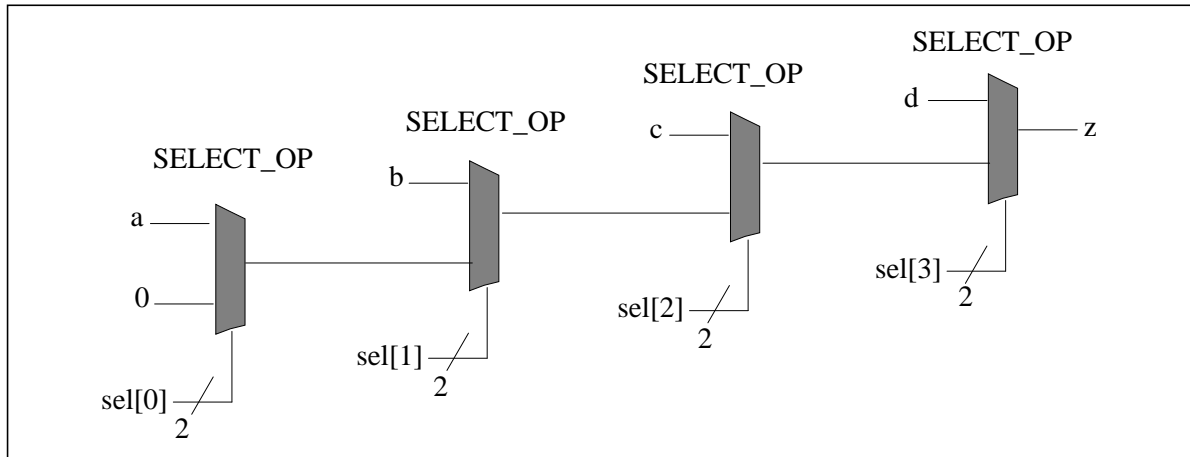 SELECT_OP
d
z
SELECT_OP
c
SELECT_OP
b
SELECT_OP
a
0
sel[3]
2
sel[2]
2
sel[1]
2
sel[0]
2